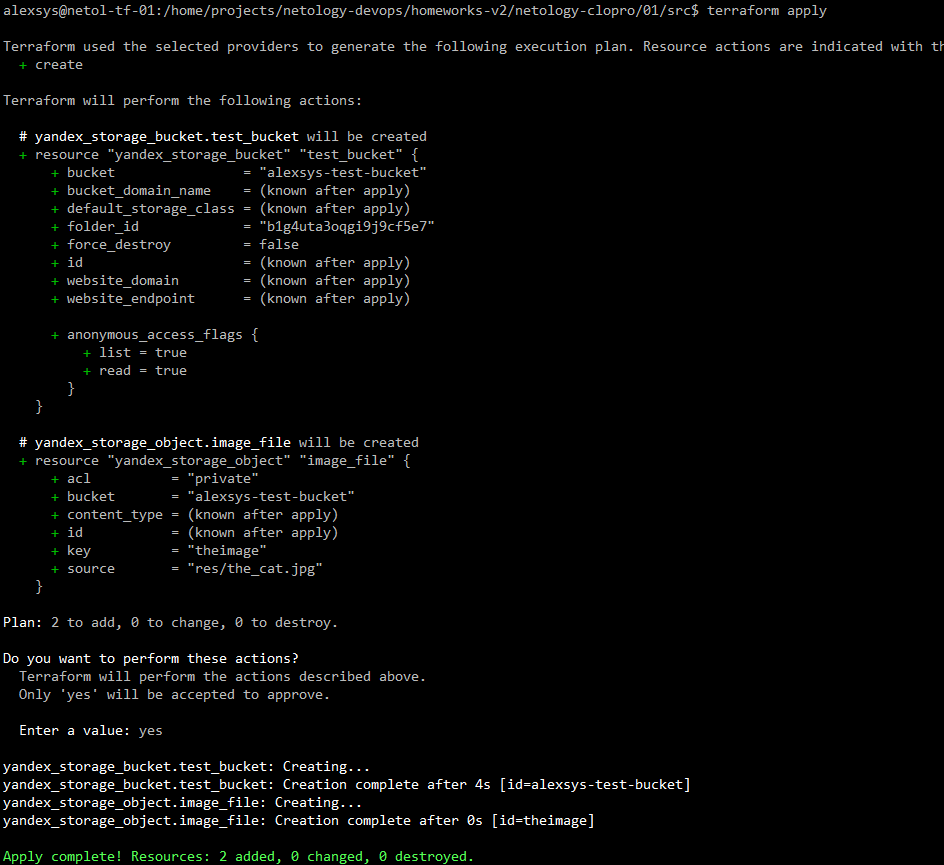 alexsys@netol-tf-01:/home/projects/netology-devops/homeworks-v2/netology-clopro/01/src$ terraform apply
Terraform used the selected providers to generate the following execution plan. Resource actions are indicated with
+ create
Terraform will perform the following actions:
# yandex_storage_bucket.test_bucket will be created
+ resource "yandex_storage_bucket" "test_bucket" {
+ bucket = "alexsys-test-bucket"
+ bucket_domain_name = (known after apply)
+ default_storage_class = (known after apply)
+ folder_id = "b1g4uta3oqgi9j9cf5e7"
+ force_destroy = false
+ id = (known after apply)
+ website_domain = (known after apply)
+ website_endpoint = (known after apply)
+ anonymous_access_flags {
+ list = true
+ read = true
}
}
# yandex_storage_object.image_file will be created
+ resource "yandex_storage_object" "image_file" {
+ acl = "private"
+ bucket = "alexsys-test-bucket"
+ content_type = (known after apply)
+ id = (known after apply)
+ key = "theimage"
+ source = "res/the_cat.jpg"
}
Plan: 2 to add, 0 to change, 0 to destroy.
Do you want to perform these actions?
Terraform will perform the actions described above.
Only 'yes' will be accepted to approve.
Enter a value: yes
yandex_storage_bucket.test_bucket: Creating...
yandex_storage_bucket.test_bucket: Creation complete after 4s [id=alexsys-test-bucket]
yandex_storage_object.image_file: Creating...
yandex_storage_object.image_file: Creation complete after 0s [id=theimage]
Apply complete! Resources: 2 added, 0 changed, 0 destroyed.